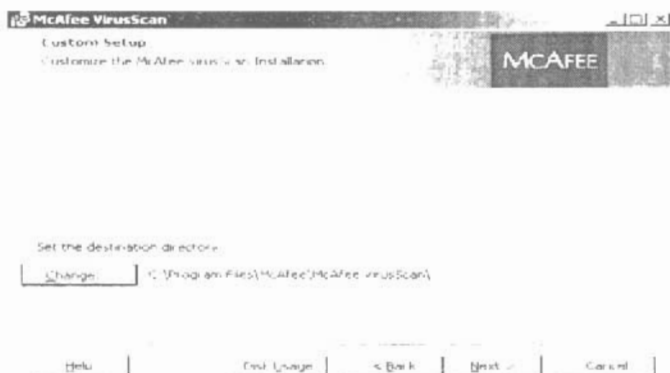 McAfee VirusScan
Custom Setup
Customize the McAfee VirusScan Installation
McAFEE
Set the destination directory
Change... C:\Program Files\McAfee\McAfee VirusScan\
Help Disk Usage < Back Next > Cancel